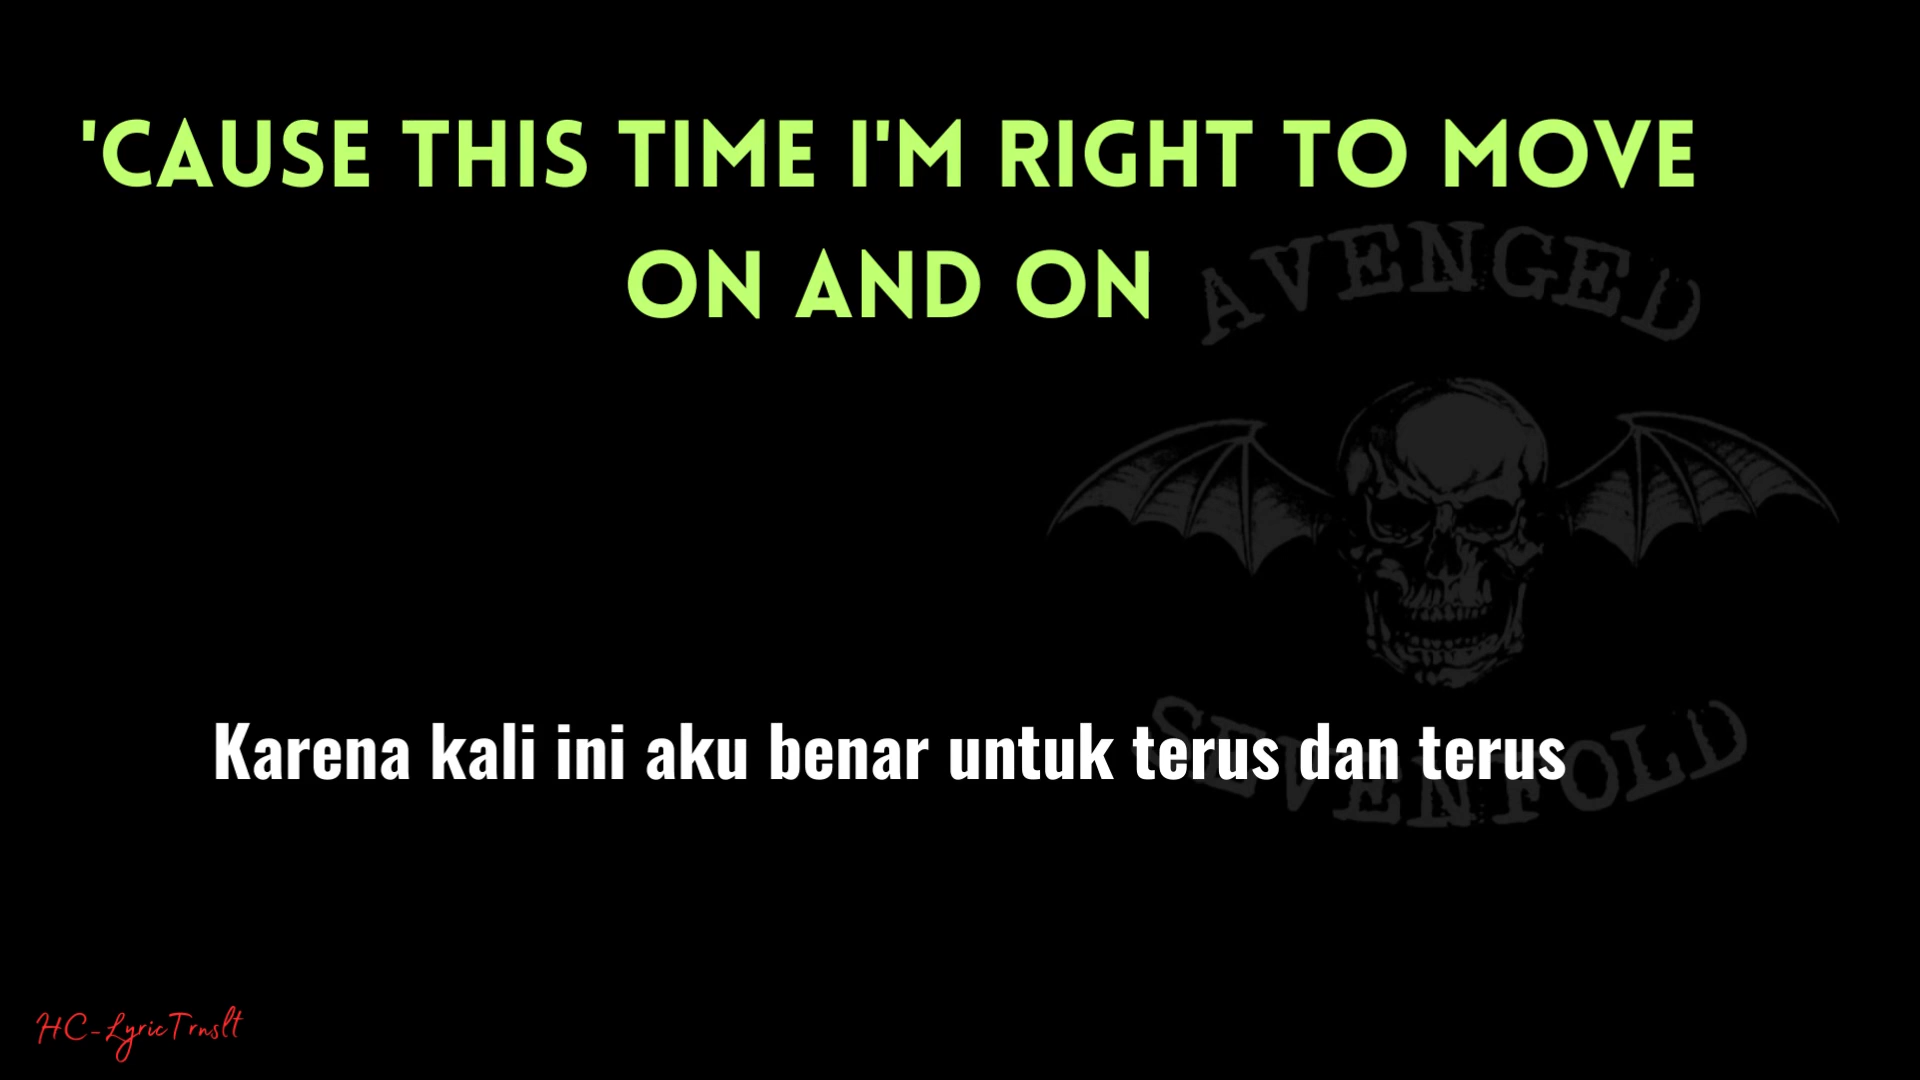 'CAUSE THIS TIME I'M RIGHT TO MOVE
ON AND ON
AVENGED
SEVENFOLD
Karena kali ini aku benar untuk terus dan terus
HC-LyricTrnslt